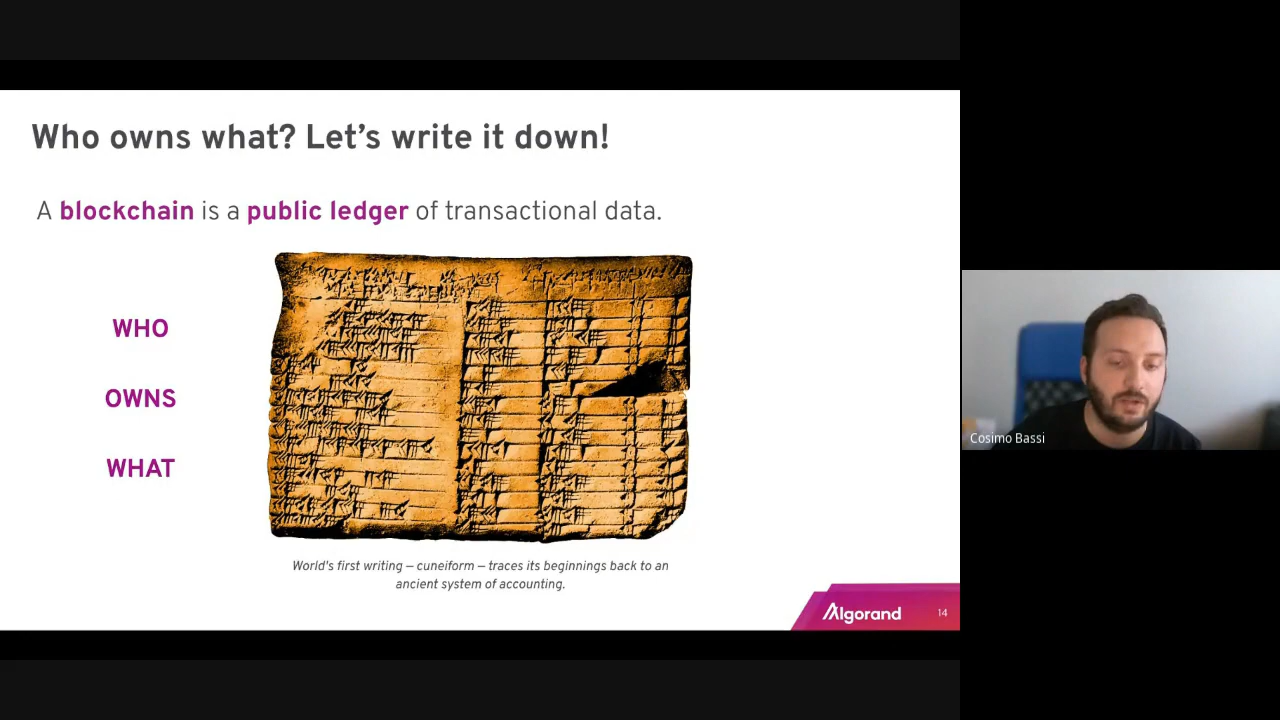 Who owns what? Let's write it down!
A blockchain is a public ledger of transactional data.
WHO
OWNS
WHAT
World's first writing – cuneiform – traces its beginnings back to an
ancient system of accounting.
Algorand
14
Cosimo Bassi